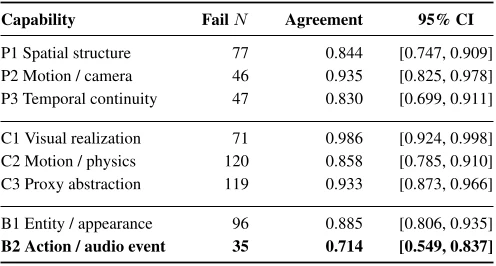 Capability Fail N Agreement 95% CI
P1 Spatial structure 77 0.844 [0.747, 0.909]
P2 Motion / camera 46 0.935 [0.825, 0.978]
P3 Temporal continuity 47 0.830 [0.699, 0.911]
C1 Visual realization 71 0.986 [0.924, 0.998]
C2 Motion / physics 120 0.858 [0.785, 0.910]
C3 Proxy abstraction 119 0.933 [0.873, 0.966]
B1 Entity / appearance 96 0.885 [0.806, 0.935]
B2 Action / audio event 35 0.714 [0.549, 0.837]